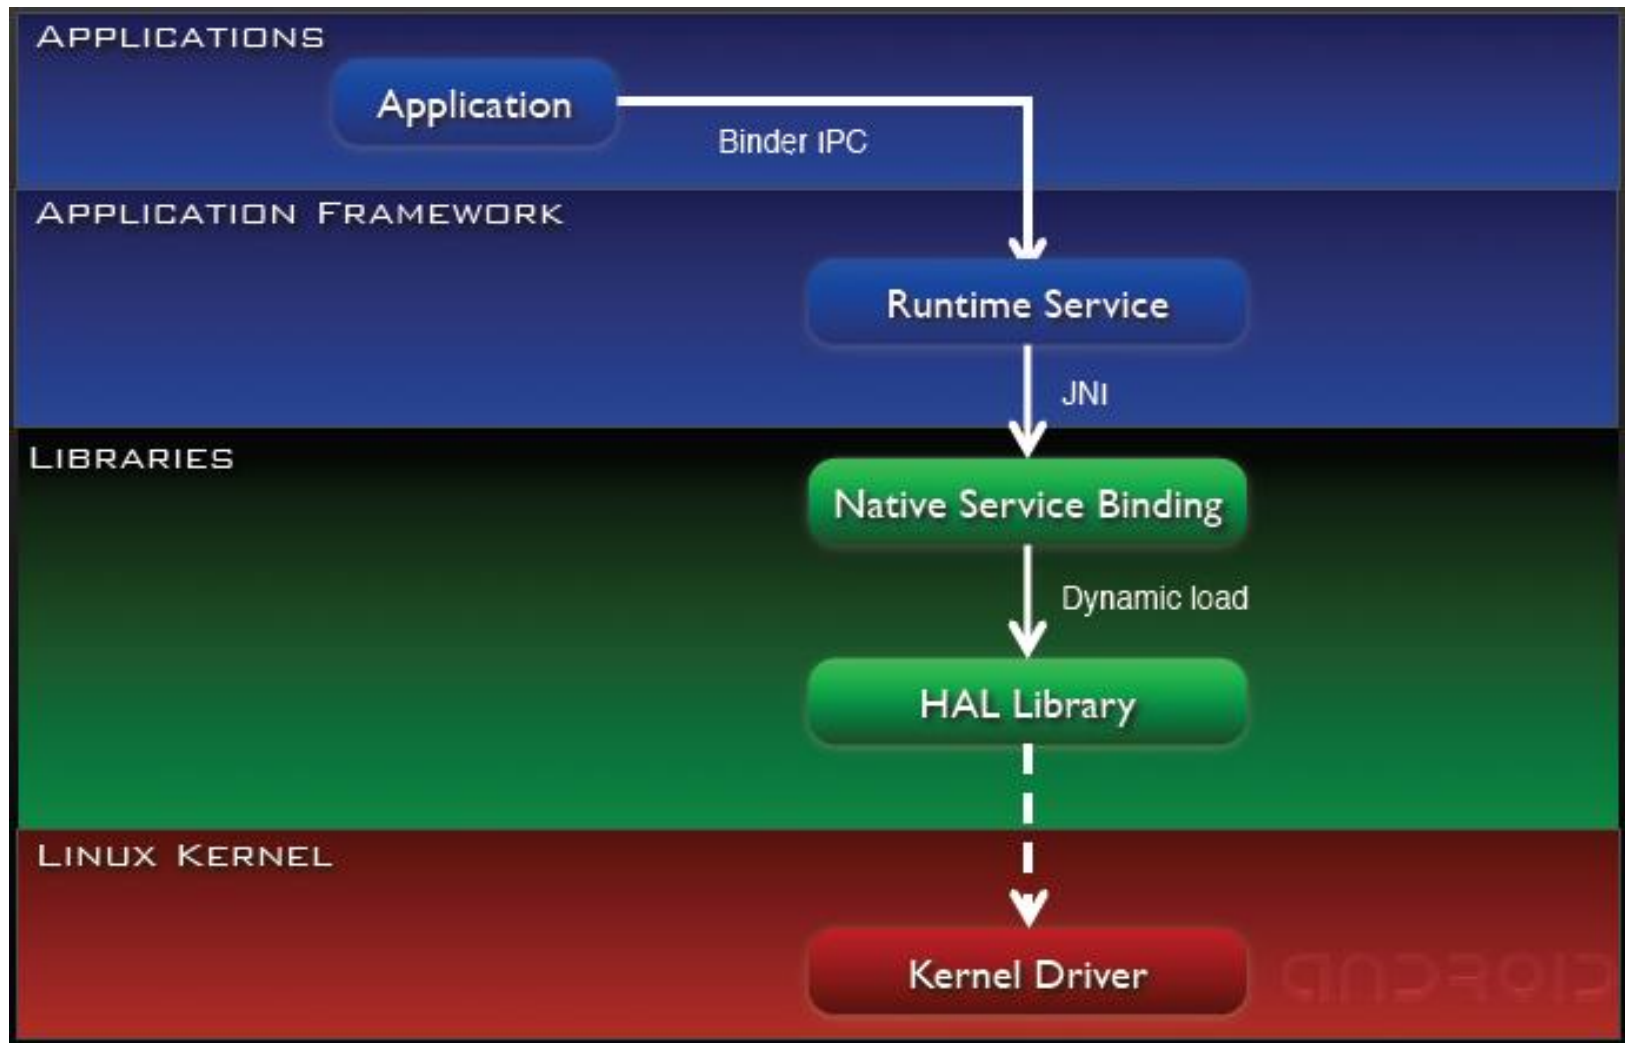 APPLICATIONS
Application
Binder IPC
APPLICATION FRAMEWORK
Runtime Service
JNI
LIBRARIES
Native Service Binding
Dynamic load
HAL Library
LINUX KERNEL
Kernel Driver
ANDROID